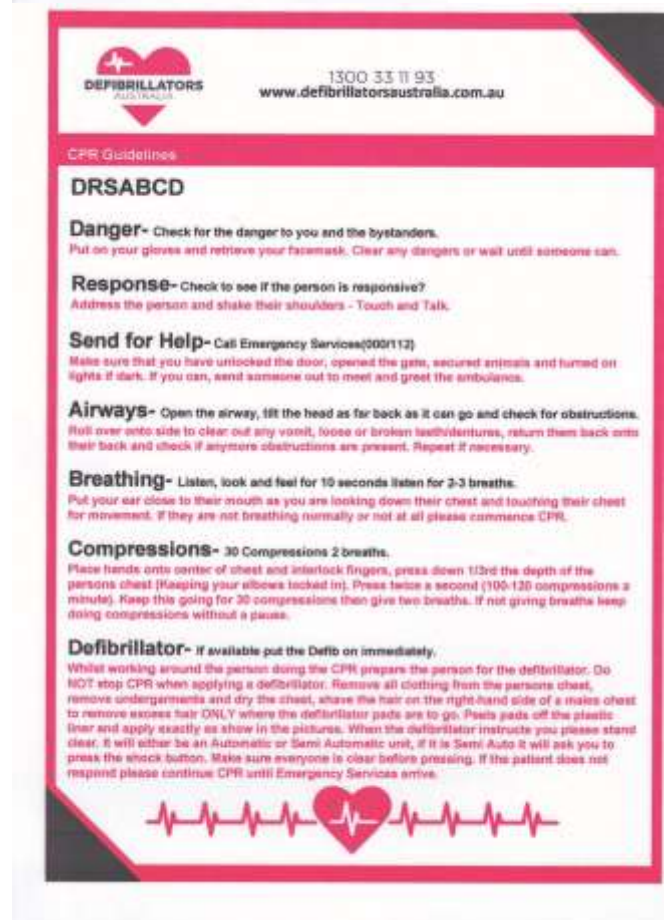 DEFIBRILLATORS
AUSTRALIA
1300 33 11 93
www.defibrillatorsaustralia.com.au
CPR Guidelines
DRSABCD
Danger- Check for the danger to you and the bystanders.
Put on your gloves and retrieve your facemask. Clear any dangers or wait until someone can.
Response- Check to see if the person is responsive?
Address the person and shake their shoulders - Touch and Talk.
Send for Help- Call Emergency Services(000/112)
Make sure that you have unlocked the door, opened the gate, secured animals and turned on
lights if dark. If you can, send someone out to meet and greet the ambulance.
Airways- Open the airway, tilt the head as far back as it can go and check for obstructions.
Roll over onto side to clear out any vomit, loose or broken teeth/dentures, return them back onto
their back and check if anymore obstructions are present. Repeat if necessary.
Breathing- Listen, look and feel for 10 seconds listen for 2-3 breaths.
Put your ear close to their mouth as you are looking down their chest and touching their chest
for movement. If they are not breathing normally or not at all please commence CPR.
Compressions- 30 Compressions 2 breaths.
Place hands onto center of chest and interlock fingers, press down 1/3rd the depth of the
persons chest (Keeping your elbows locked in). Press twice a second (100-120 compressions a
minute). Keep this going for 30 compressions then give two breaths. If not giving breaths keep
doing compressions without a pause.
Defibrillator- If available put the Defib on immediately.
Whilst working around the person doing the CPR prepare the person for the defibrillator. Do
NOT stop CPR when applying a defibrillator. Remove all clothing from the persons chest,
remove undergarments and dry the chest, shave the hair on the right-hand side of a males chest
to remove excess hair ONLY where the defibrillator pads are to go. Peels pads off the plastic
liner and apply exactly as show in the pictures. When the defibrillator instructs you please stand
clear. It will either be an Automatic or Semi Automatic unit, if it is Semi Auto it will ask you to
press the shock button. Make sure everyone is clear before pressing. If the patient does not
respond please continue CPR until Emergency Services arrive.